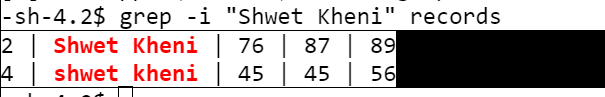 -sh-4.2$ grep -i "Shwet Kheni" records
2 | Shwet Kheni | 76 | 87 | 89
4 | shwet kheni | 45 | 45 | 56